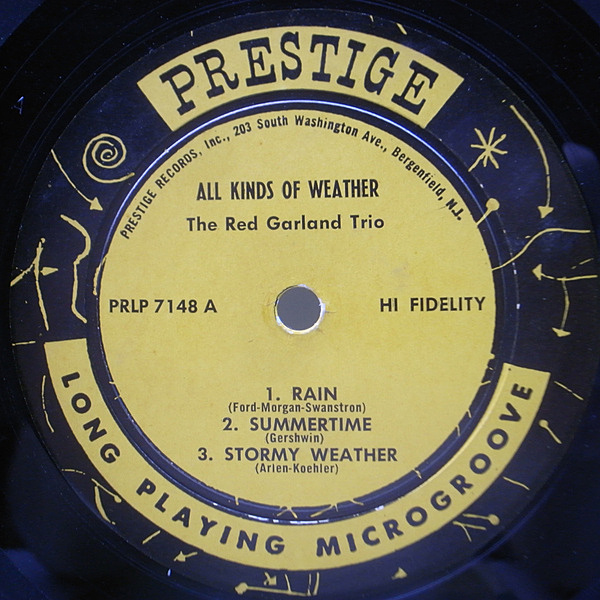 PRESTIGE
PRESTIGE RECORDS, Inc., 203 South Washington Ave., Bergenfield, N.J.
ALL KINDS OF WEATHER
The Red Garland Trio
PRLP 7148 A
HI FIDELITY
1. RAIN
(Ford-Morgan-Swanstron)
2. SUMMERTIME
(Gershwin)
3. STORMY WEATHER
(Arlen-Koehler)
LONG PLAYING MICROGROOVE